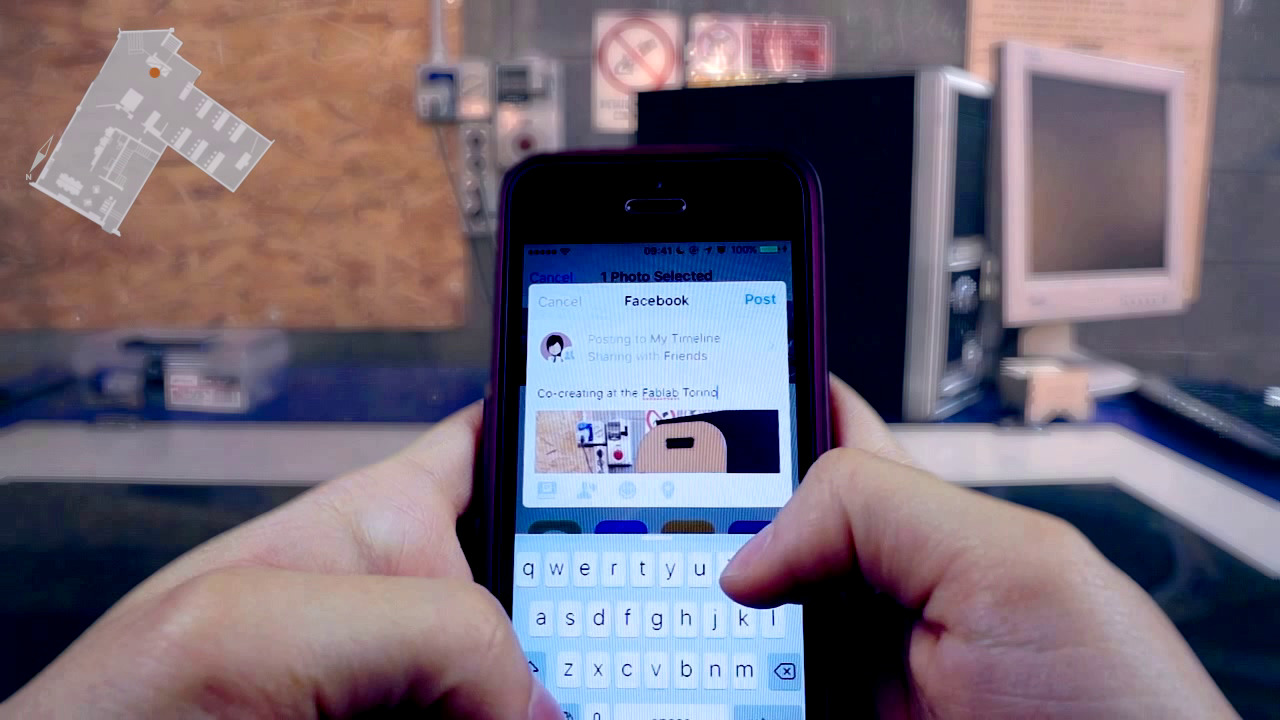 N
09:41 100%
Cancel 1 Photo Selected
Cancel Facebook Post
Posting to My Timeline
Sharing with Friends
Co-creating at the Fablab Torino
q w e r t y u
a s d f g h j k l
z x c v b n m
space